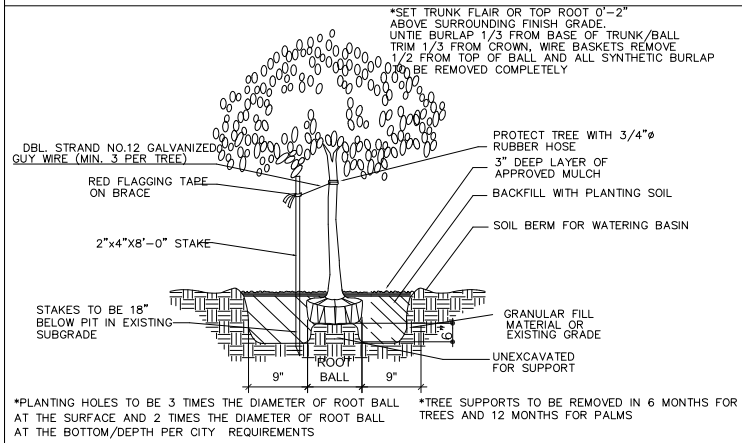 *SET TRUNK FLAIR OR TOP ROOT 0'-2"
ABOVE SURROUNDING FINISH GRADE.
UNTIE BURLAP 1/3 FROM BASE OF TRUNK/BALL
TRIM 1/3 FROM CROWN, WIRE BASKETS REMOVE
1/2 FROM TOP OF BALL AND ALL SYNTHETIC BURLAP
TO BE REMOVED COMPLETELY
DBL. STRAND NO.12 GALVANIZED
GUY WIRE (MIN. 3 PER TREE)
RED FLAGGING TAPE
ON BRACE
2"x4"X8'-0" STAKE
STAKES TO BE 18"
BELOW PIT IN EXISTING
SUBGRADE
PROTECT TREE WITH 3/4"ø
RUBBER HOSE
3" DEEP LAYER OF
APPROVED MULCH
BACKFILL WITH PLANTING SOIL
SOIL BERM FOR WATERING BASIN
GRANULAR FILL
MATERIAL OR
EXISTING GRADE
6"
UNEXCAVATED
FOR SUPPORT
9"
ROOT
BALL
9"
*PLANTING HOLES TO BE 3 TIMES THE DIAMETER OF ROOT BALL
AT THE SURFACE AND 2 TIMES THE DIAMETER OF ROOT BALL
AT THE BOTTOM/DEPTH PER CITY REQUIREMENTS
*TREE SUPPORTS TO BE REMOVED IN 6 MONTHS FOR
TREES AND 12 MONTHS FOR PALMS